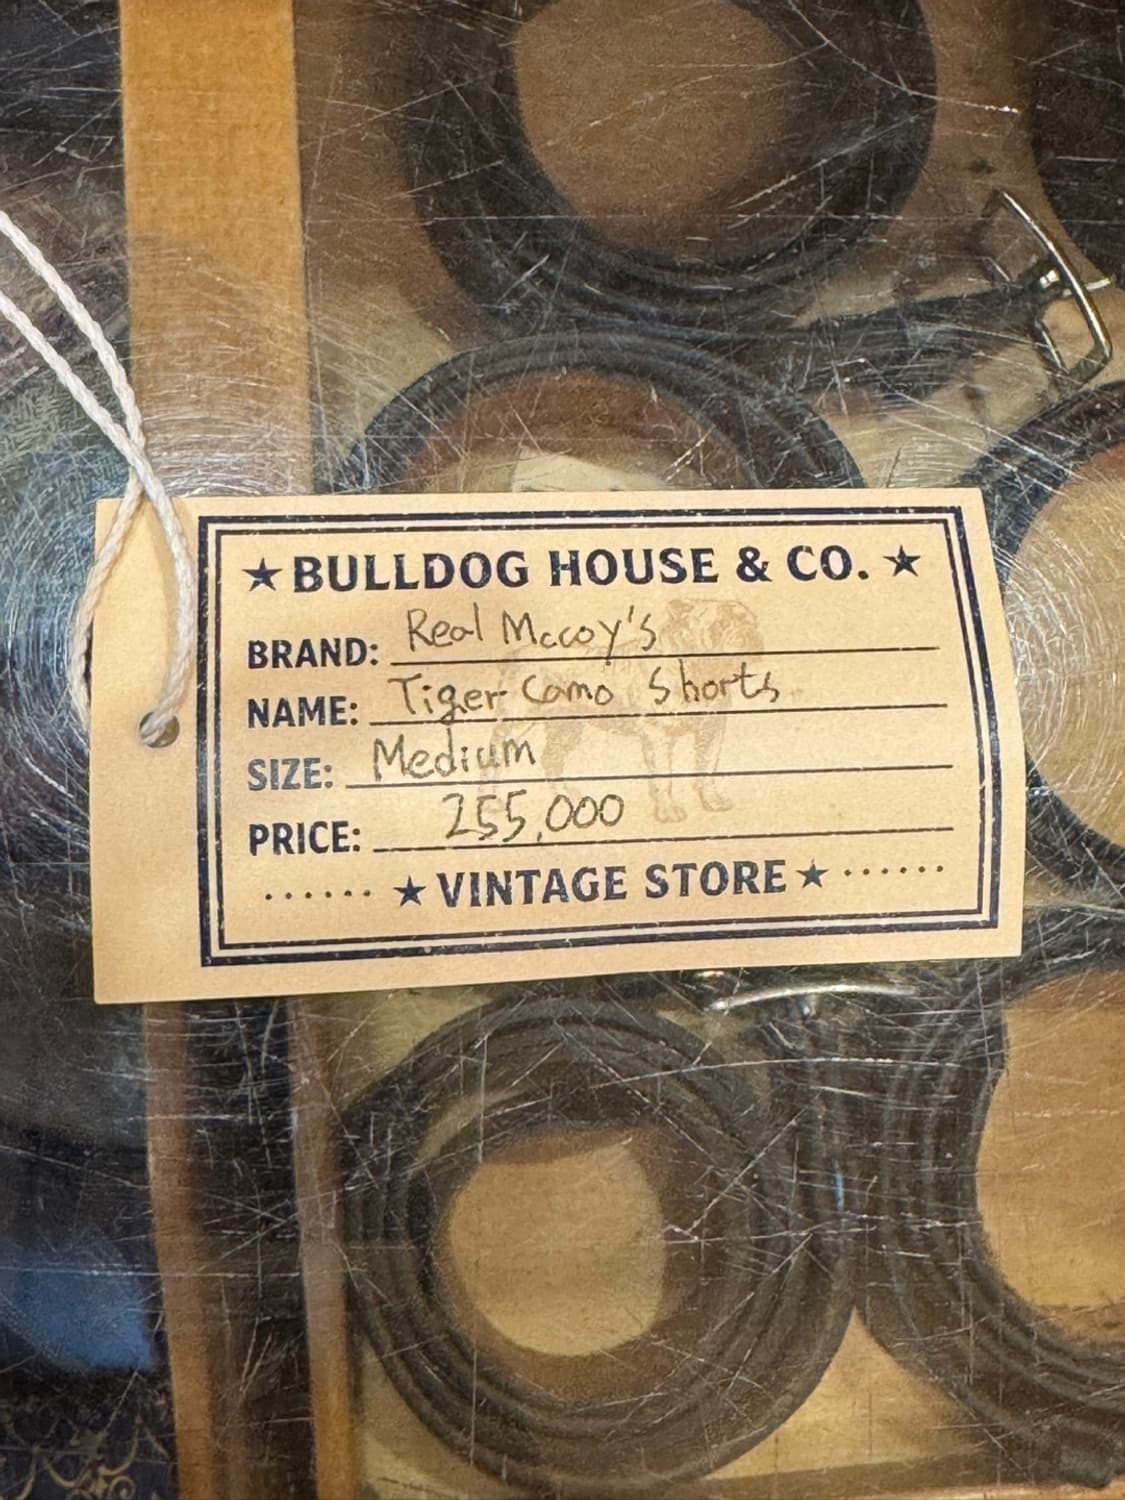 ★ BULLDOG HOUSE & CO. ★
BRAND: Real Mccoy's
NAME: Tiger Camo Shorts
SIZE: Medium
PRICE: 255,000
...... ★ VINTAGE STORE ★ ......